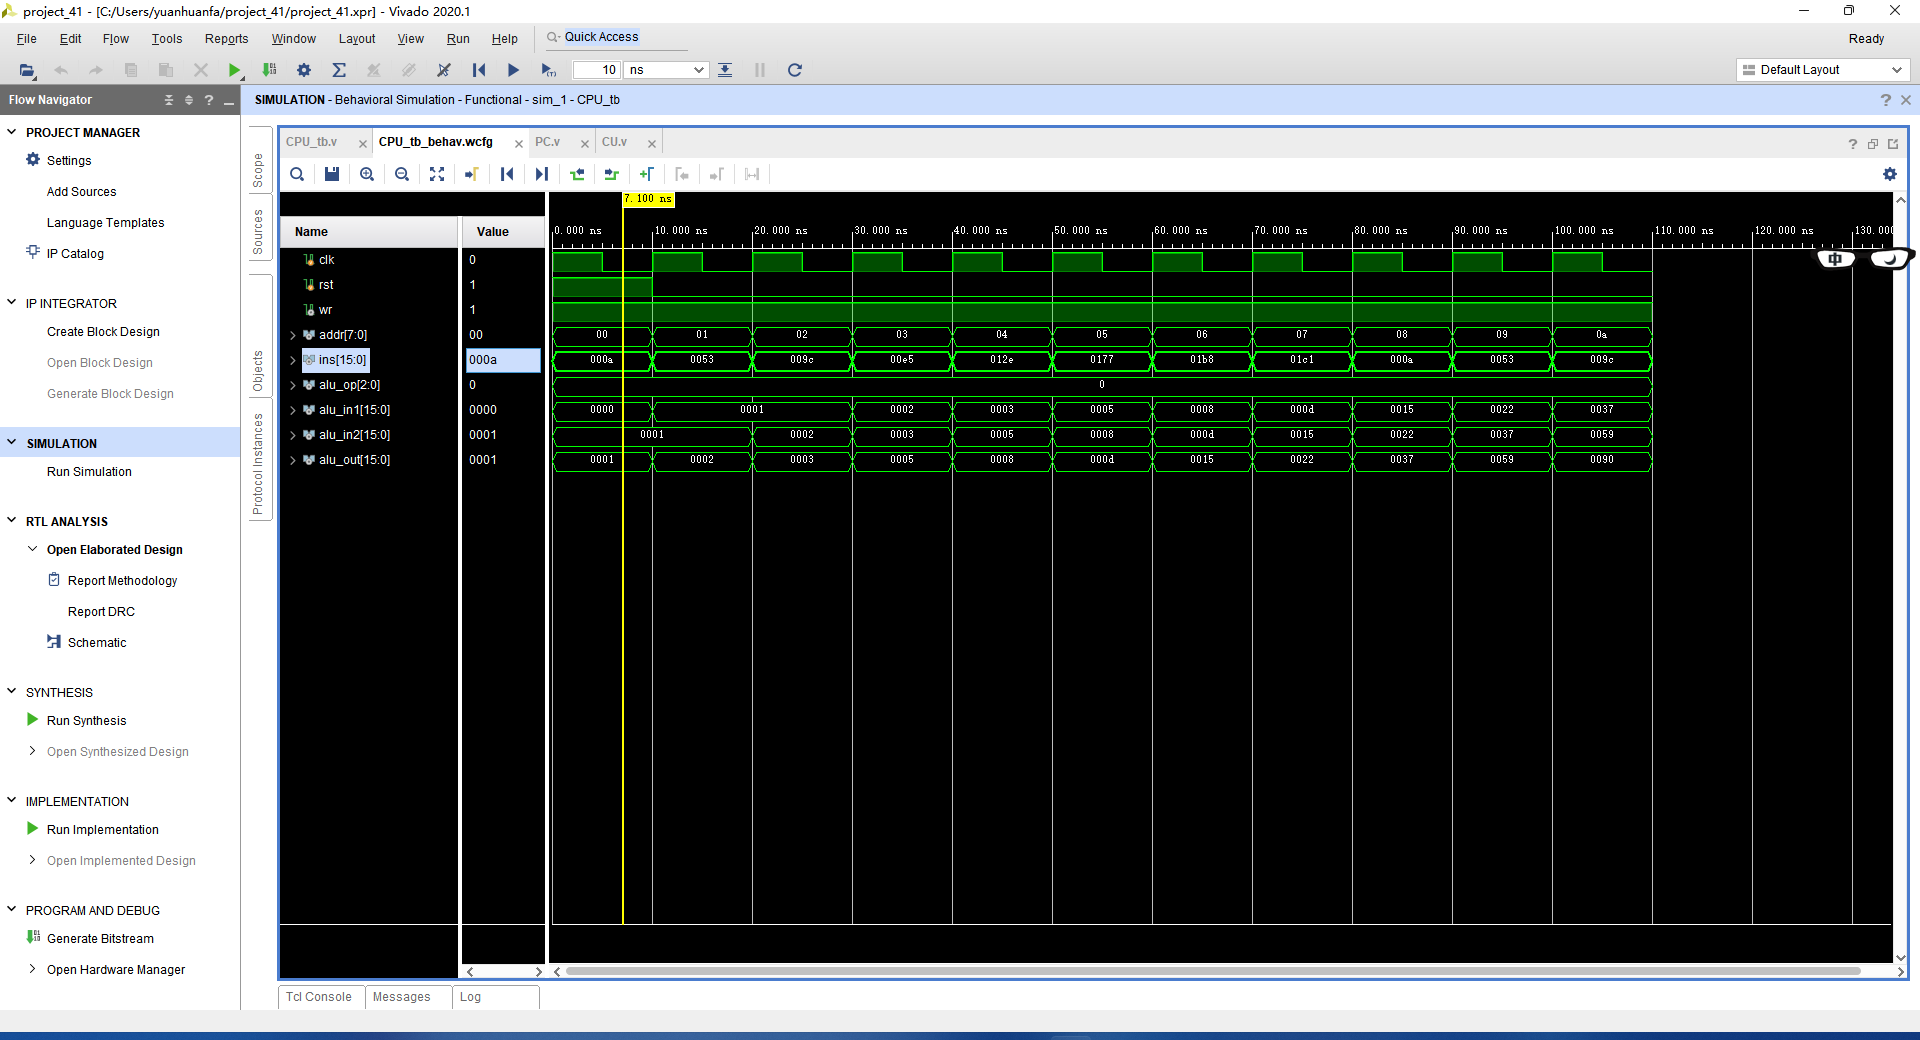 project_41 - [C:/Users/yuanhuanfa/project_41/project_41.xpr] - Vivado 2020.1
File Edit Flow Tools Reports Window Layout View Run Help Quick Access Ready
10 ns Default Layout
Flow Navigator
SIMULATION - Behavioral Simulation - Functional - sim_1 - CPU_tb
PROJECT MANAGER
Settings
Add Sources
Language Templates
IP Catalog
IP INTEGRATOR
Create Block Design
Open Block Design
Generate Block Design
SIMULATION
Run Simulation
RTL ANALYSIS
Open Elaborated Design
Report Methodology
Report DRC
Schematic
SYNTHESIS
Run Synthesis
Open Synthesized Design
IMPLEMENTATION
Run Implementation
Open Implemented Design
PROGRAM AND DEBUG
Generate Bitstream
Open Hardware Manager
Scope
Sources
Objects
Protocol Instances
CPU_tb.v CPU_tb_behav.wcfg PC.v CU.v
7.100 ns
Name Value 0.000 ns 10.000 ns 20.000 ns 30.000 ns 40.000 ns 50.000 ns 60.000 ns 70.000 ns 80.000 ns 90.000 ns 100.000 ns 110.000 ns 120.000 ns 130.000
clk 0
中
rst 1
wr 1
addr[7:0] 00 00 01 02 03 04 05 06 07 08 09 0a
ins[15:0] 000a 000a 0053 009c 00e5 012e 0177 01b8 01c1 000a 0053 009c
alu_op[2:0] 0 0
alu_in1[15:0] 0000 0000 0001 0002 0003 0005 0008 000d 0015 0022 0037
alu_in2[15:0] 0001 0001 0002 0003 0005 0008 000d 0015 0022 0037 0059
alu_out[15:0] 0001 0001 0002 0003 0005 0008 000d 0015 0022 0037 0059 0090
Tcl Console Messages Log